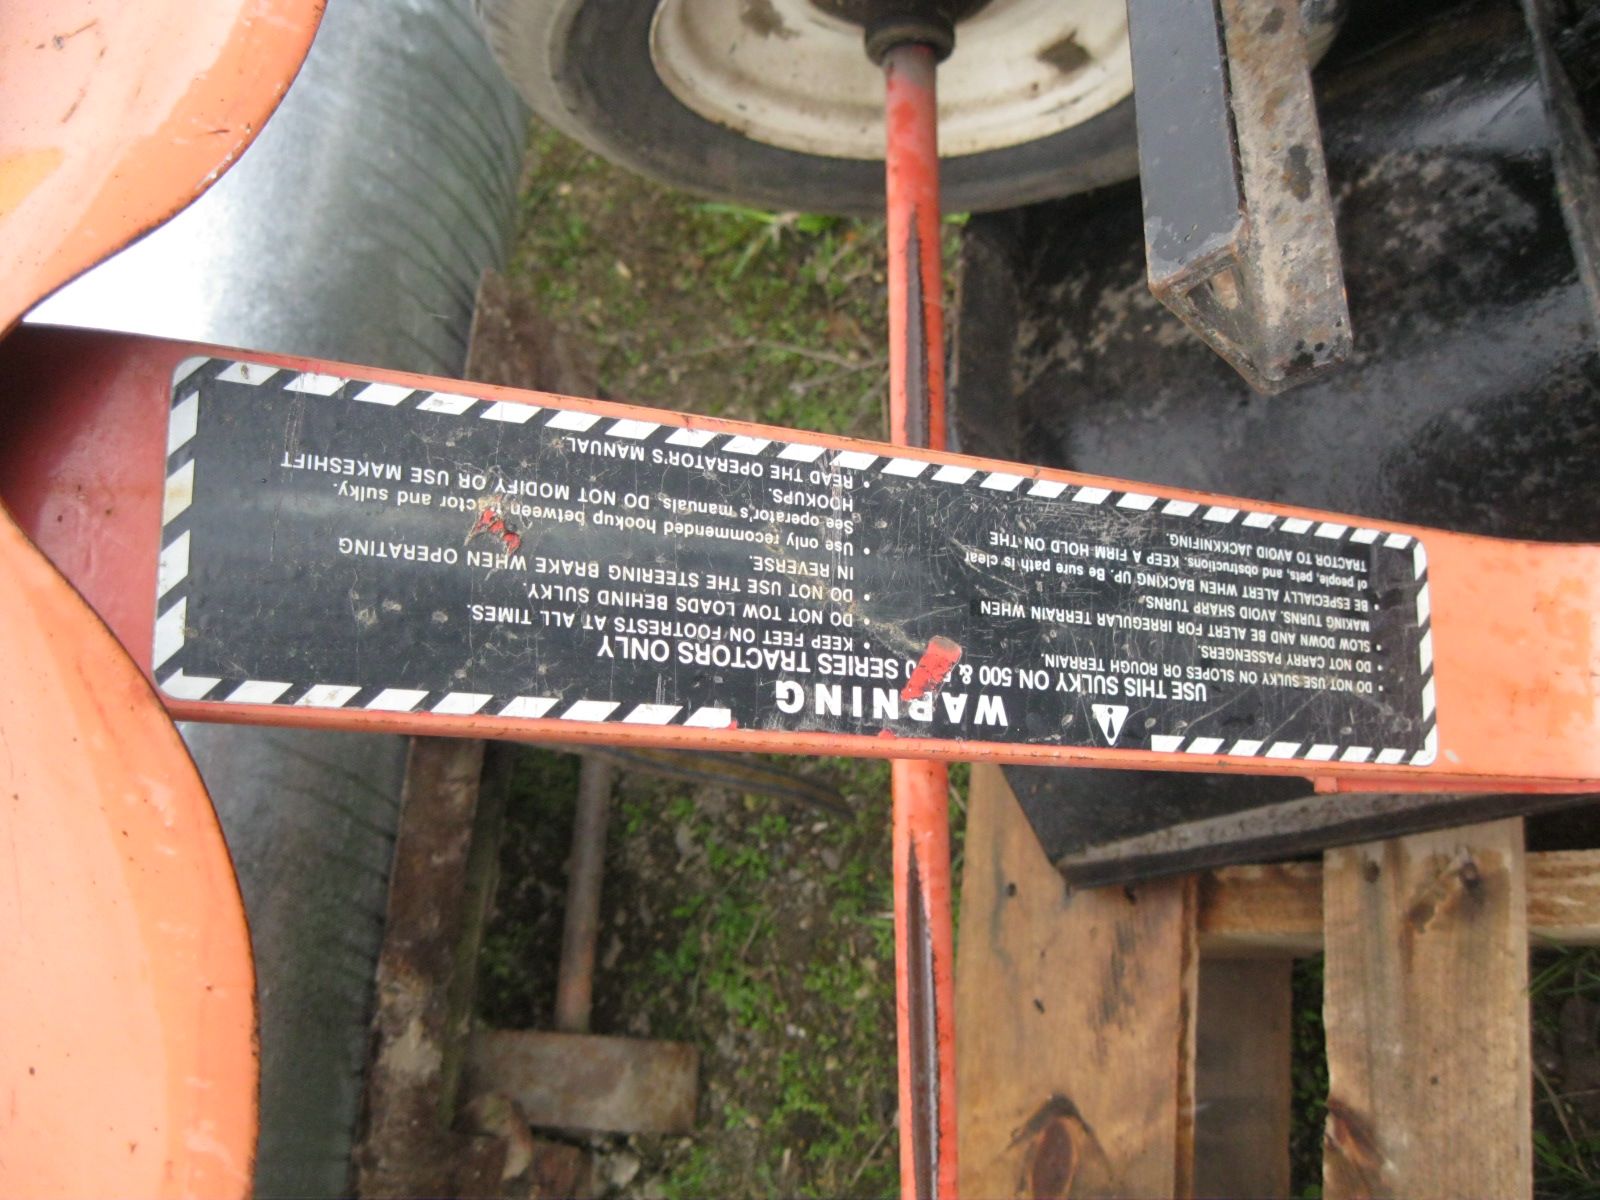 WARNING
USE THIS SULKY ON 500 & 0 SERIES TRACTORS ONLY
• DO NOT USE SULKY ON SLOPES OR ROUGH TERRAIN.
• DO NOT CARRY PASSENGERS.
• SLOW DOWN AND BE ALERT FOR IRREGULAR TERRAIN WHEN
MAKING TURNS. AVOID SHARP TURNS.
• BE ESPECIALLY ALERT WHEN BACKING UP. Be sure path is clear
of people, pets, and obstructions. KEEP A FIRM HOLD ON THE
TRACTOR TO AVOID JACKKNIFING.
• KEEP FEET ON FOOTRESTS AT ALL TIMES.
• DO NOT TOW LOADS BEHIND SULKY.
• DO NOT USE THE STEERING BRAKE WHEN OPERATING
IN REVERSE.
• Use only recommended hookup between tractor and sulky.
See operator's manuals. DO NOT MODIFY OR USE MAKESHIFT
HOOKUPS.
• READ THE OPERATOR'S MANUAL.